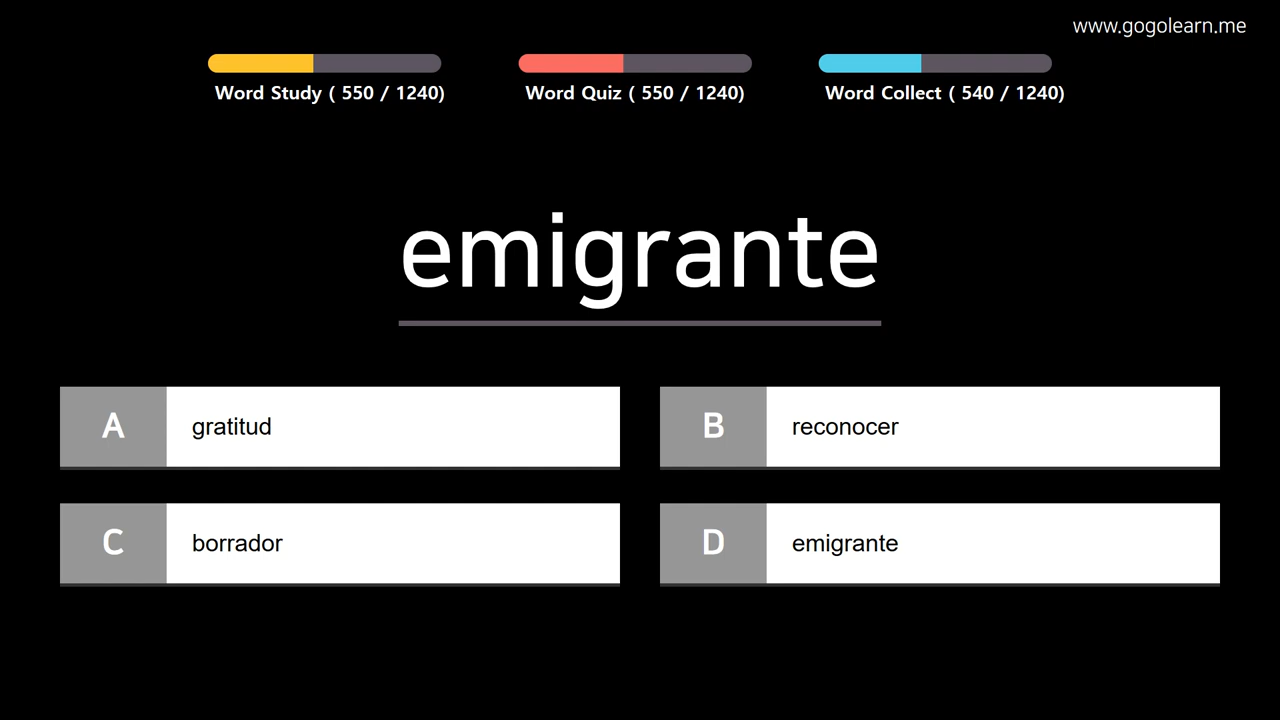 www.gogolearn.me
Word Study ( 550 / 1240)
Word Quiz ( 550 / 1240)
Word Collect ( 540 / 1240)
emigrante
A gratitud
B reconocer
C borrador
D emigrante